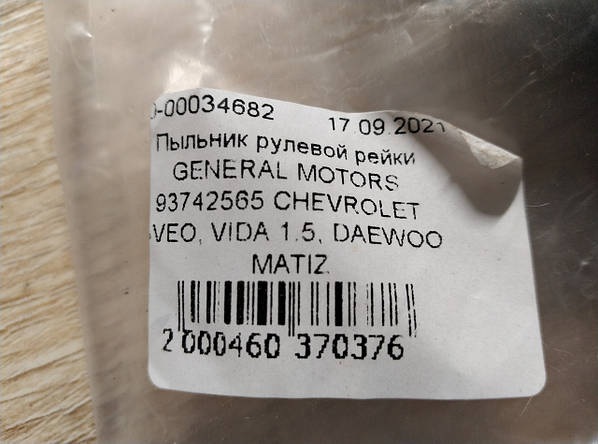 -00034682
17.09.2021
Пыльник рулевой рейки
GENERAL MOTORS
93742565 CHEVROLET
VEO, VIDA 1.5, DAEWOO
MATIZ
2 000460 370376